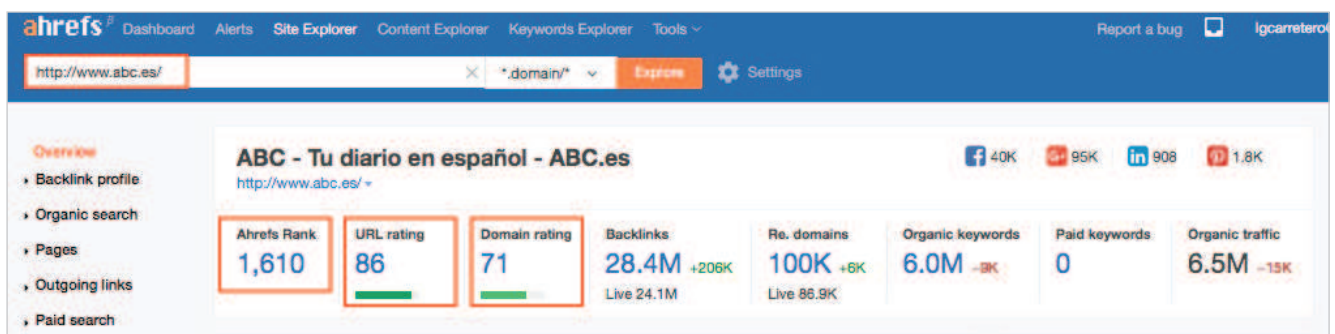 ahrefs β Dashboard Alerts Site Explorer Content Explorer Keywords Explorer Tools Report a bug lgcarretero
http://www.abc.es/ *.domain/* Explore Settings
Overview
Backlink profile
Organic search
Pages
Outgoing links
Paid search
ABC - Tu diario en español - ABC.es
http://www.abc.es/
40K G+ 95K in 908 1.8K
Ahrefs Rank URL rating Domain rating Backlinks Re. domains Organic keywords Paid keywords Organic traffic
1,610 86 71 28.4M +206K 100K +6K 6.0M -9K 0 6.5M -15K
Live 24.1M Live 86.9K